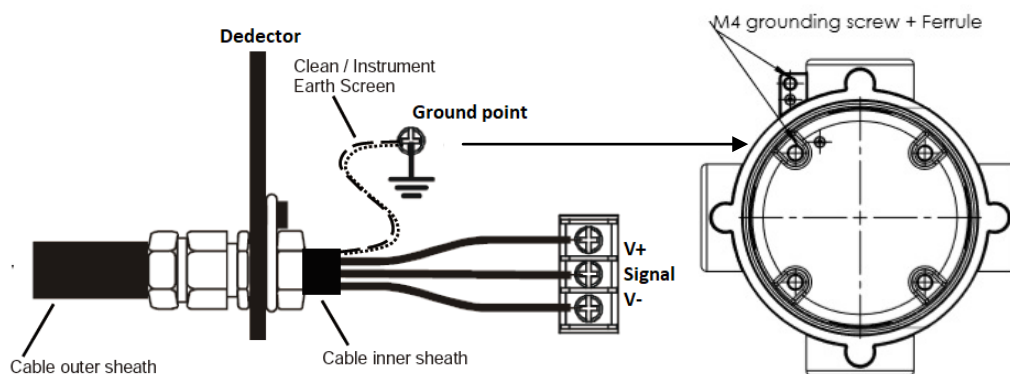 M4 grounding screw + Ferrule
Dedector
Clean / Instrument
Earth Screen
Ground point
V+
Signal
V-
Cable outer sheath
Cable inner sheath